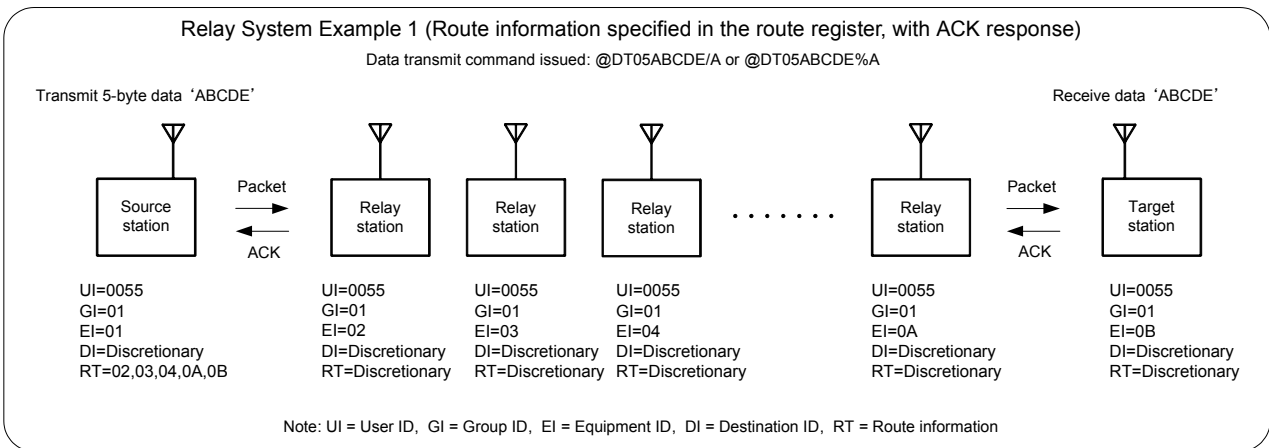 Relay System Example 1 (Route information specified in the route register, with ACK response)
Data transmit command issued: @DT05ABCDE/A or @DT05ABCDE%A
Transmit 5-byte data ‘ABCDE’
Receive data ‘ABCDE’
Source
station
Packet
ACK
Relay
station
Relay
station
Relay
station
. . . . . . .
Relay
station
Packet
ACK
Target
station
UI=0055
GI=01
EI=01
DI=Discretionary
RT=02,03,04,0A,0B
UI=0055
GI=01
EI=02
DI=Discretionary
RT=Discretionary
UI=0055
GI=01
EI=03
DI=Discretionary
RT=Discretionary
UI=0055
GI=01
EI=04
DI=Discretionary
RT=Discretionary
UI=0055
GI=01
EI=0A
DI=Discretionary
RT=Discretionary
UI=0055
GI=01
EI=0B
DI=Discretionary
RT=Discretionary
Note: UI = User ID, GI = Group ID, EI = Equipment ID, DI = Destination ID, RT = Route information